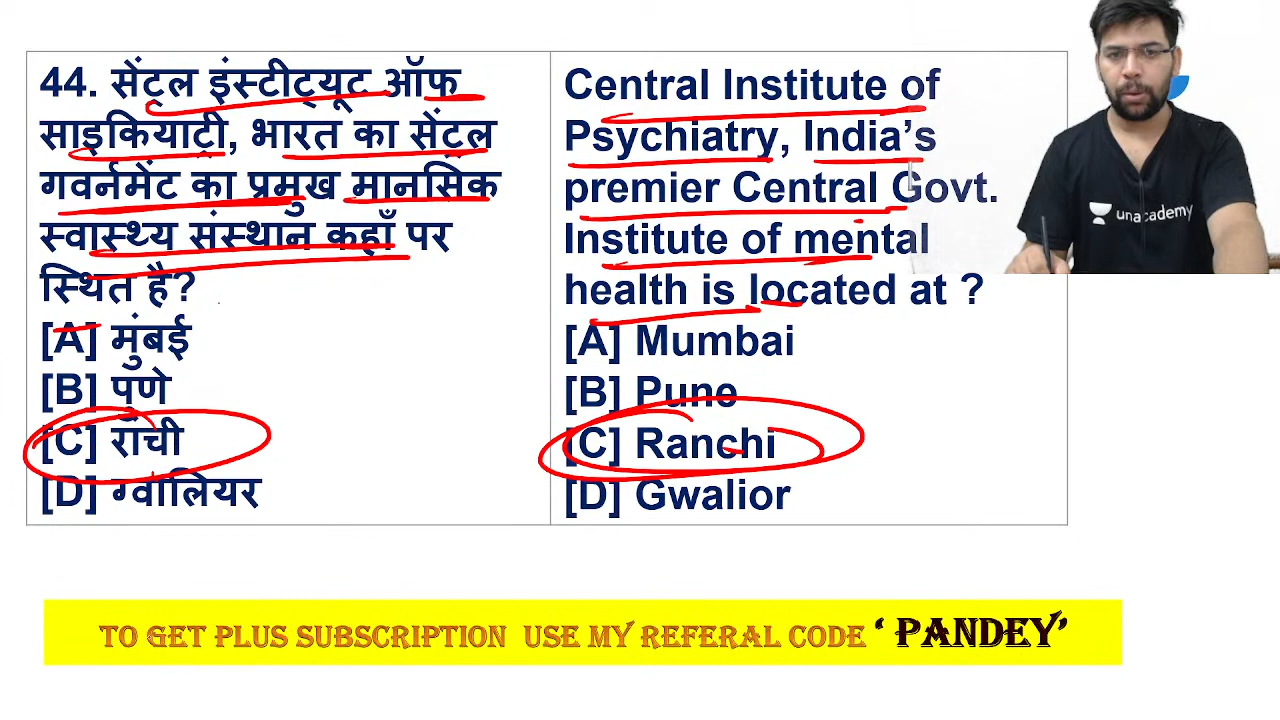 44. सेंट्रल इंस्टीट्यूट ऑफ
साइकियाट्री, भारत का सेंट्रल
गवर्नमेंट का प्रमुख मानसिक
स्वास्थ्य संस्थान कहाँ पर
स्थित है?
[A] मुंबई
[B] पुणे
[C] रांची
[D] ग्वालियर
Central Institute of
Psychiatry, India’s
premier Central Govt.
Institute of mental
health is located at ?
[A] Mumbai
[B] Pune
[C] Ranchi
[D] Gwalior
unacademy
TO GET PLUS SUBSCRIPTION USE MY REFERAL CODE ‘ PANDEY’